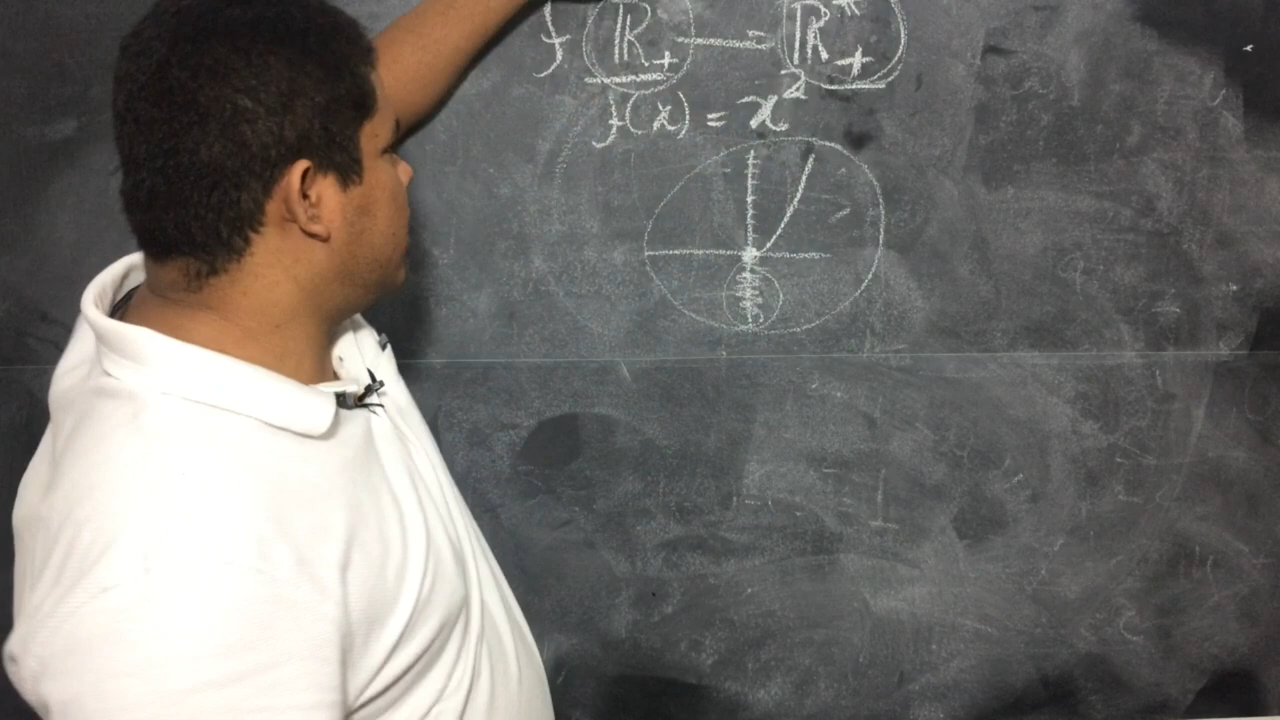 f ℝ₊ — = ℝ*₊
f(x) = x²